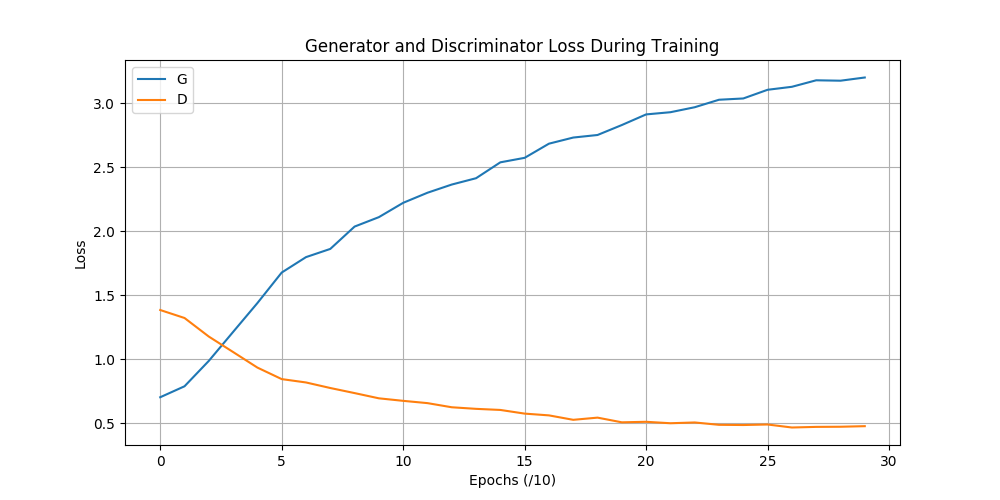 Generator and Discriminator Loss During Training
G
D
3.0
2.5
2.0
1.5
1.0
0.5
Loss
0 5 10 15 20 25 30
Epochs (/10)